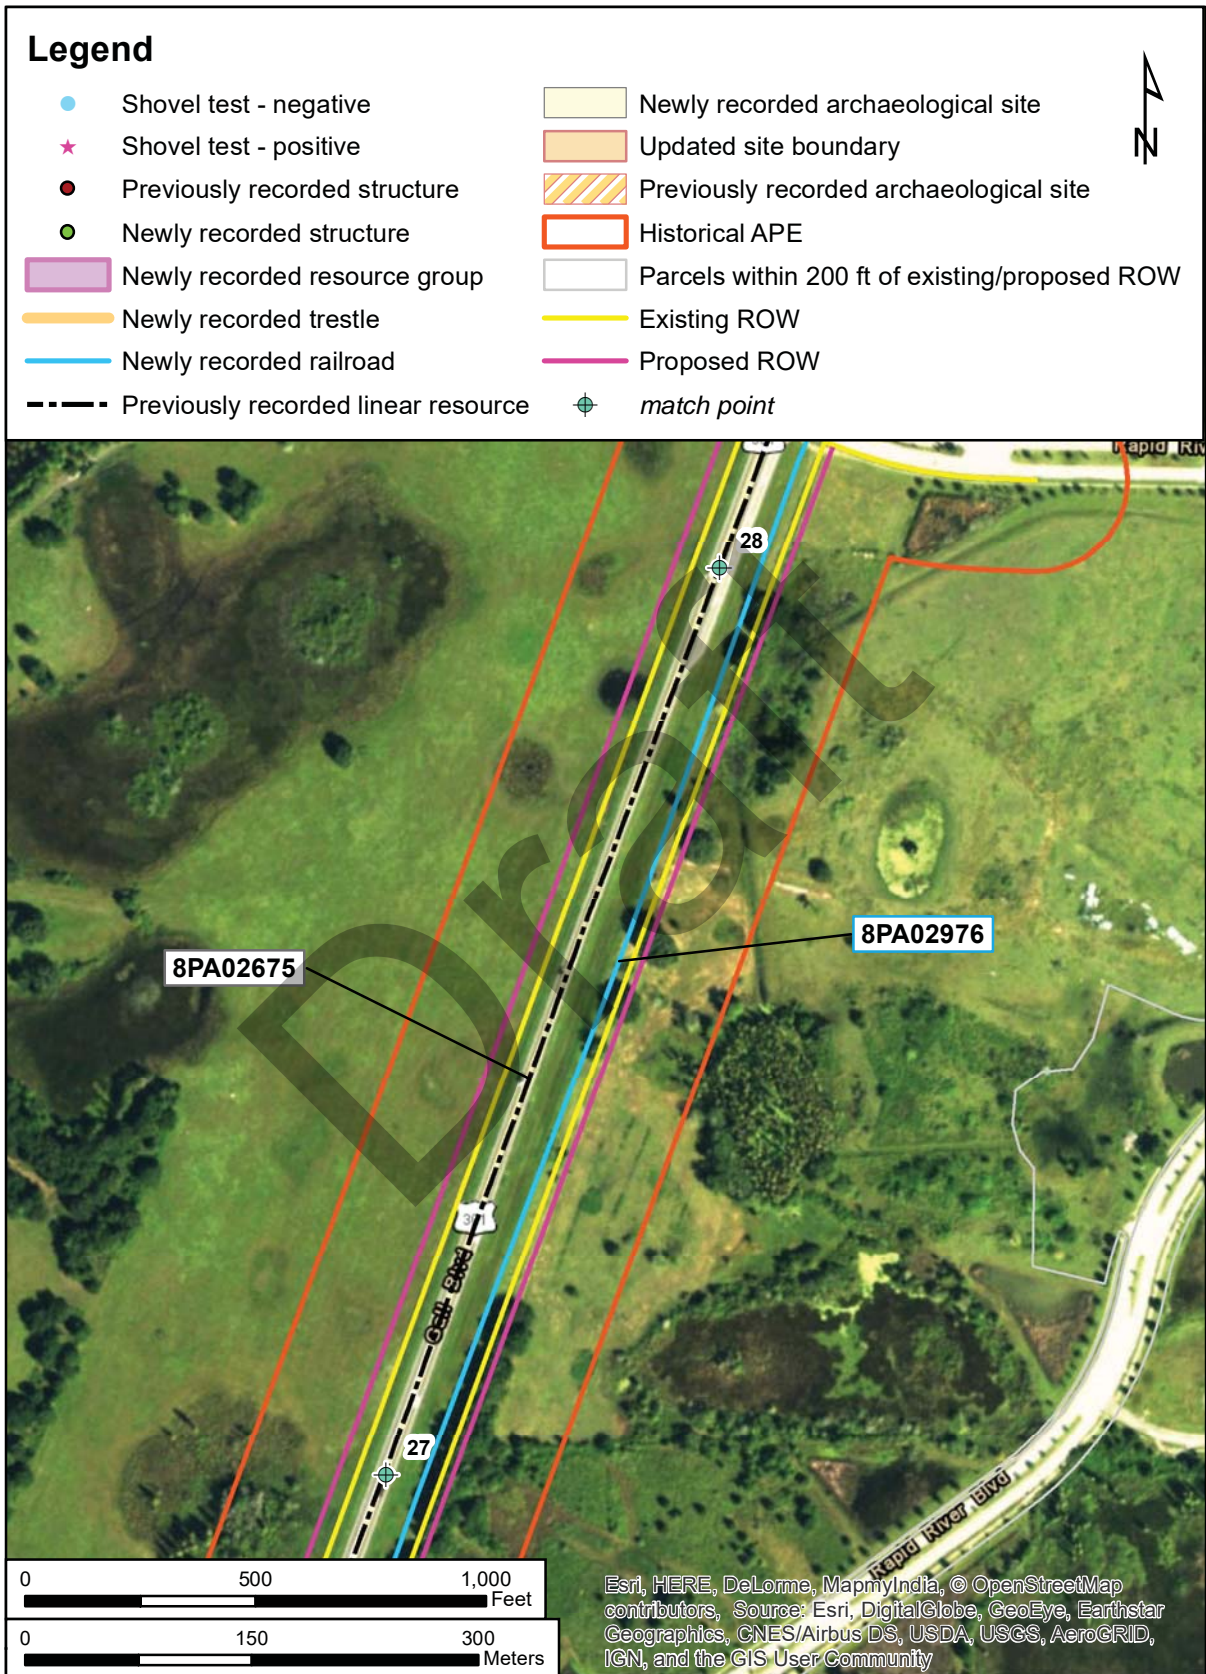 Legend
Shovel test - negative
Shovel test - positive
Previously recorded structure
Newly recorded structure
Newly recorded resource group
Newly recorded trestle
Newly recorded railroad
Previously recorded linear resource
Newly recorded archaeological site
Updated site boundary
Previously recorded archaeological site
Historical APE
Parcels within 200 ft of existing/proposed ROW
Existing ROW
Proposed ROW
match point
N
Rapid Riv
28
Draft
8PA02976
8PA02675
301
Gall Blvd
27
Rapid River Blvd
0 500 1,000
Feet
0 150 300
Meters
Esri, HERE, DeLorme, MapmyIndia, © OpenStreetMap
contributors, Source: Esri, DigitalGlobe, GeoEye, Earthstar
Geographics, CNES/Airbus DS, USDA, USGS, AeroGRID,
IGN, and the GIS User Community